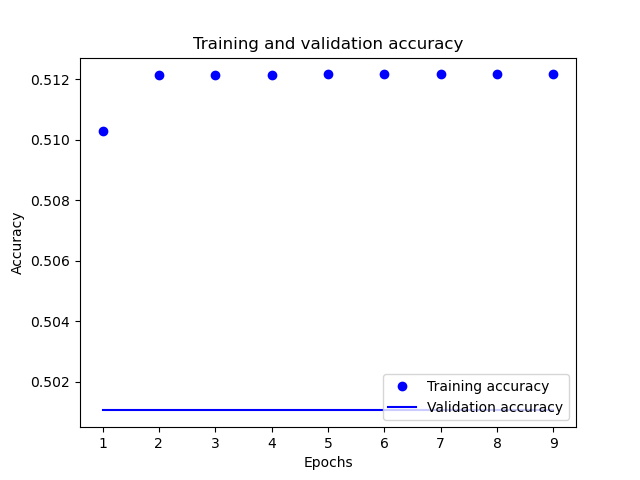 Training and validation accuracy
0.512
0.510
0.508
0.506
0.504
0.502
Accuracy
Training accuracy
Validation accuracy
1 2 3 4 5 6 7 8 9
Epochs